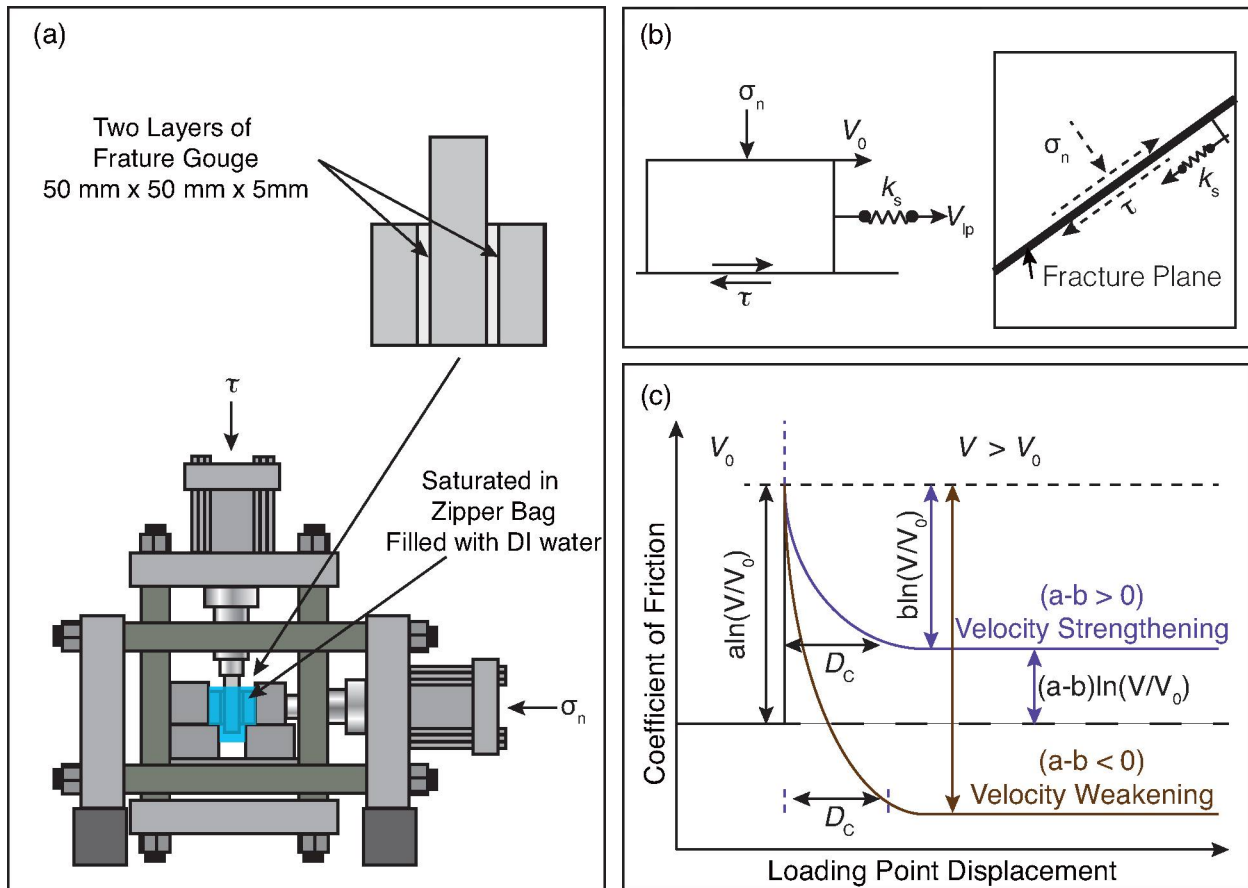 (a)
Two Layers of
Frature Gouge
50 mm x 50 mm x 5mm
τ
Saturated in
Zipper Bag
Filled with DI water
σn
(b)
σn
V0
ks
Vlp
τ
σn
ks
τ
Fracture Plane
(c)
V0
V > V0
Coefficient of Friction
aln(V/V0)
bln(V/V0)
(a-b > 0)
Velocity Strengthening
DC
(a-b)ln(V/V0)
(a-b < 0)
Velocity Weakening
DC
Loading Point Displacement